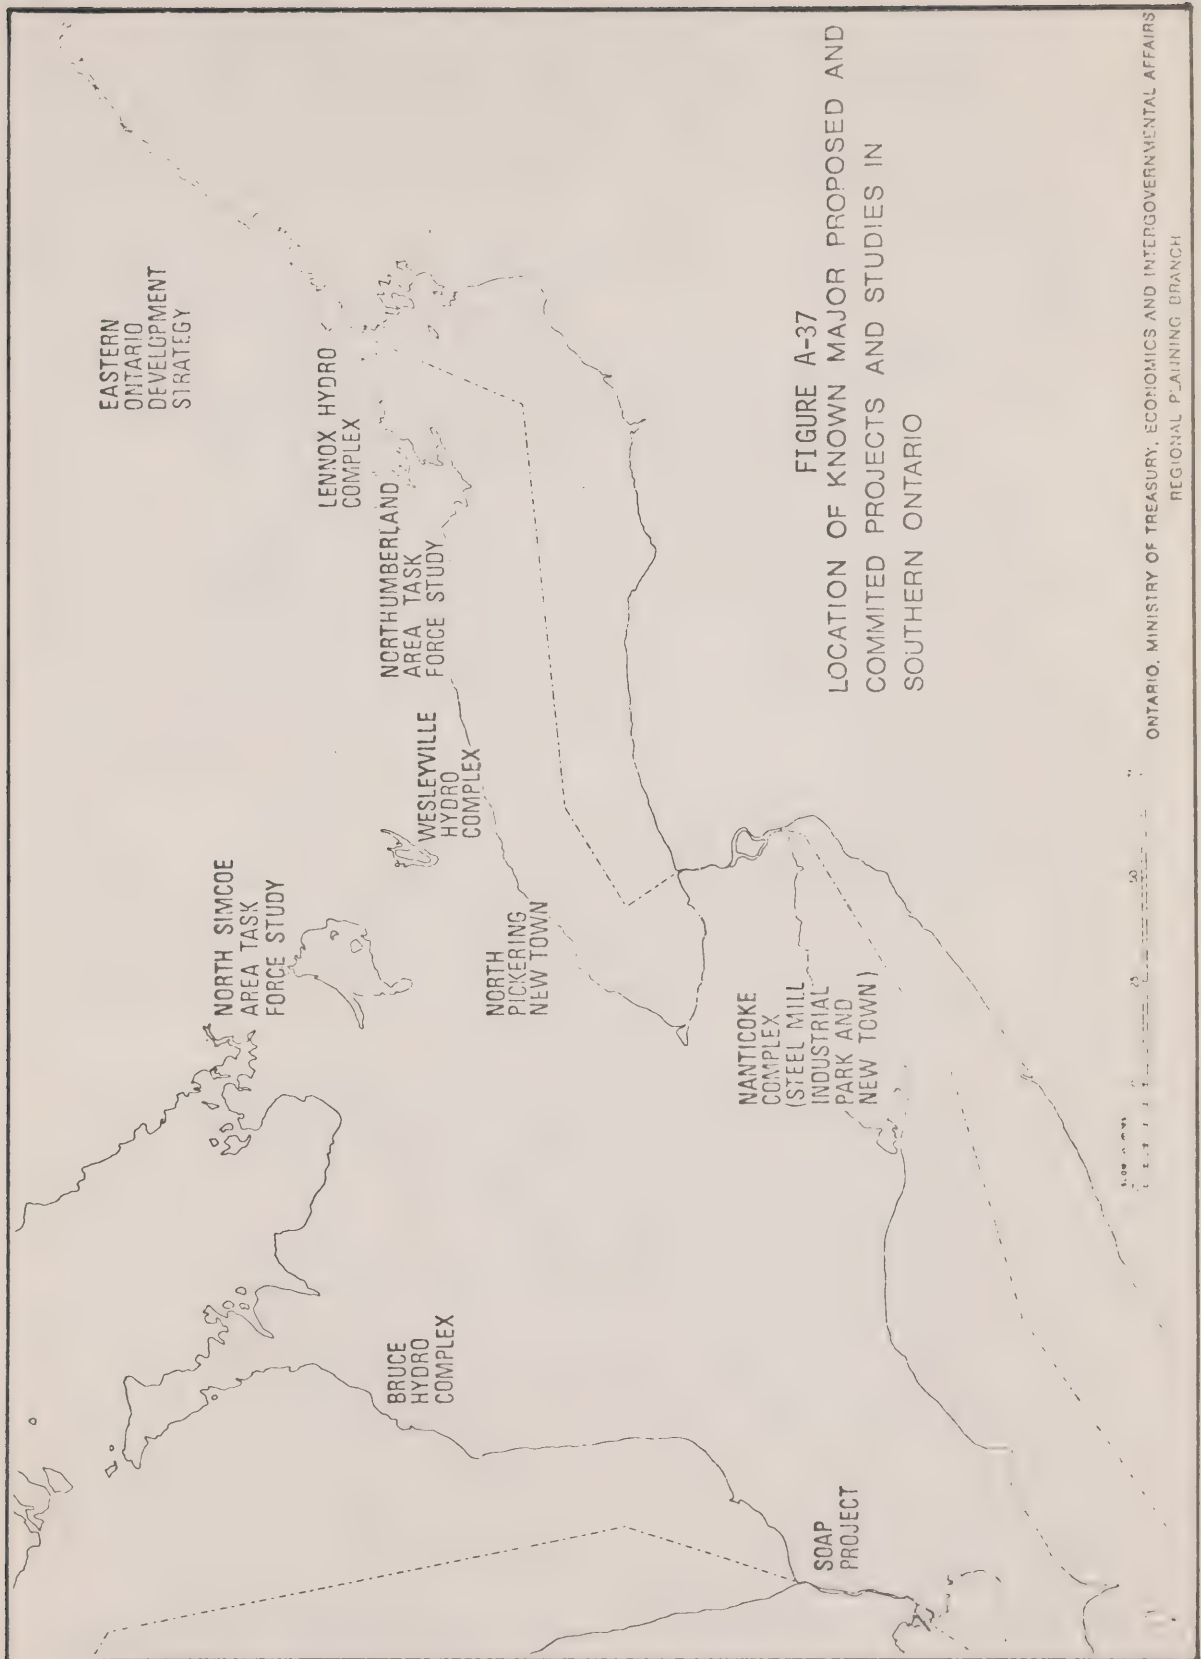 EASTERN
ONTARIO
DEVELOPMENT
STRATEGY
LENNOX HYDRO
COMPLEX
NORTHUMBERLAND
AREA TASK
FORCE STUDY
WESLEYVILLE
HYDRO
COMPLEX
NORTH SIMCOE
AREA TASK
FORCE STUDY
NORTH
PICKERING
NEW TOWN
BRUCE
HYDRO
COMPLEX
NANTICOKE
COMPLEX
(STEEL MILL
INDUSTRIAL
PARK AND
NEW TOWN)
SOAP
PROJECT
FIGURE A-37
LOCATION OF KNOWN MAJOR PROPOSED AND
COMMITED PROJECTS AND STUDIES IN
SOUTHERN ONTARIO
25 50
ONTARIO, MINISTRY OF TREASURY, ECONOMICS AND INTERGOVERNMENTAL AFFAIRS
REGIONAL PLANNING BRANCH